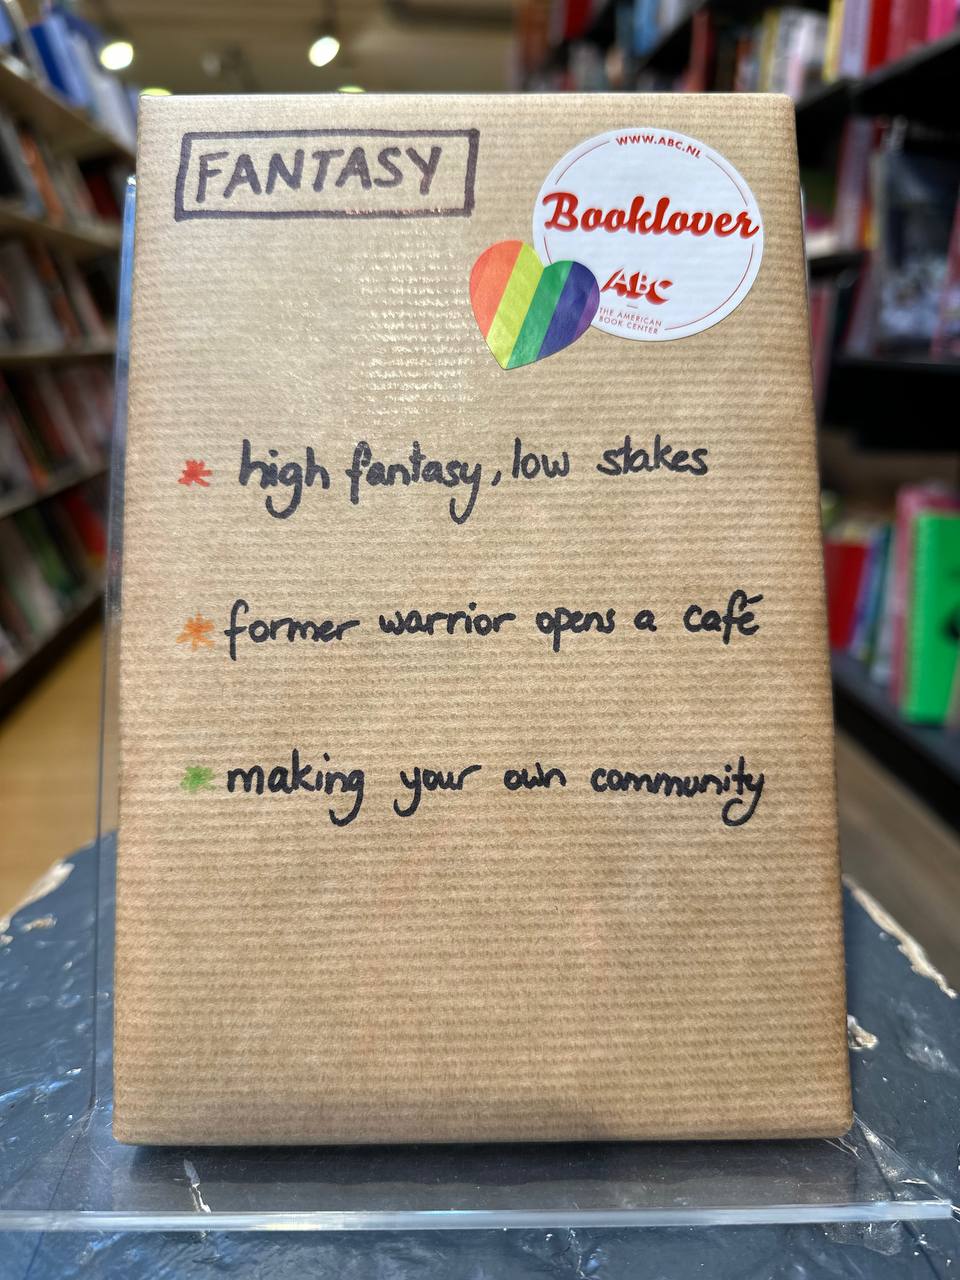 FANTASY
WWW.ABC.NL
Booklover
ABC
THE AMERICAN
BOOK CENTER
* high fantasy, low stakes
* former warrior opens a café
* making your own community